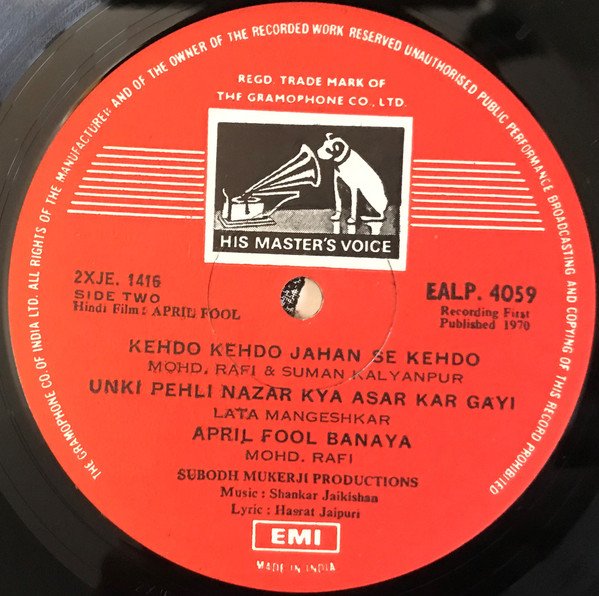 THE GRAMOPHONE CO OF INDIA LTD. ALL RIGHTS OF THE MANUFACTURER AND OF THE OWNER OF THE RECORDED WORK RESERVED UNAUTHORISED PUBLIC PERFORMANCE BROADCASTING AND COPYING OF THIS RECORD PROHIBITED
REGD. TRADE MARK OF
THE GRAMOPHONE CO., LTD.
HIS MASTER'S VOICE
2XJE. 1416
SIDE TWO
Hindi Film: APRIL FOOL
EALP. 4059
Recording First
Published 1970
KEHDO KEHDO JAHAN SE KEHDO
MOHD. RAFI & SUMAN KALYANPUR
UNKI PEHLI NAZAR KYA ASAR KAR GAYI
LATA MANGESHKAR
APRIL FOOL BANAYA
MOHD. RAFI
SUBODH MUKERJI PRODUCTIONS
Music : Shankar Jaikishan
Lyric : Hasrat Jaipuri
EMI
MADE IN INDIA